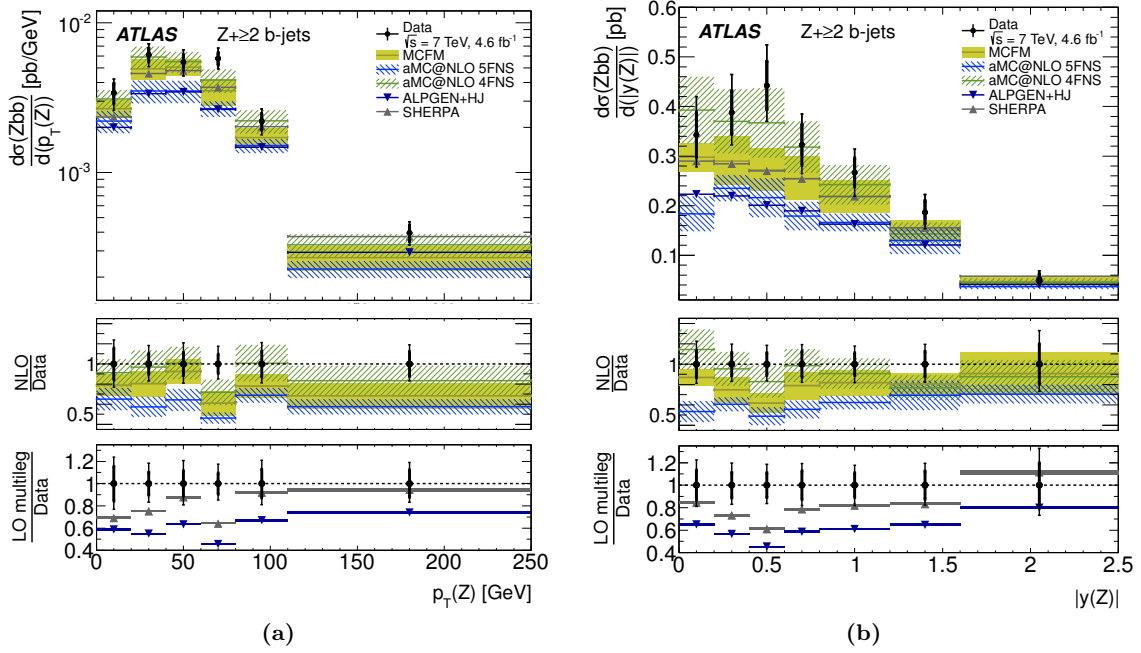 ATLAS Z+≥2 b-jets
Data
√s = 7 TeV, 4.6 fb⁻¹
MCFM
aMC@NLO 5FNS
aMC@NLO 4FNS
ALPGEN+HJ
SHERPA
dσ(Zbb)/d(p_T(Z)) [pb/GeV]
10⁻²
10⁻³
NLO/Data
1
0.5
LO multileg/Data
1.2
1
0.8
0.6
0.4
0 50 100 150 200 250
p_T(Z) [GeV]
(a)
ATLAS Z+≥2 b-jets
Data
√s = 7 TeV, 4.6 fb⁻¹
MCFM
aMC@NLO 5FNS
aMC@NLO 4FNS
ALPGEN+HJ
SHERPA
dσ(Zbb)/d(|y(Z)|) [pb]
0.6
0.5
0.4
0.3
0.2
0.1
NLO/Data
1
0.5
LO multileg/Data
1.2
1
0.8
0.6
0.4
0 0.5 1 1.5 2 2.5
|y(Z)|
(b)